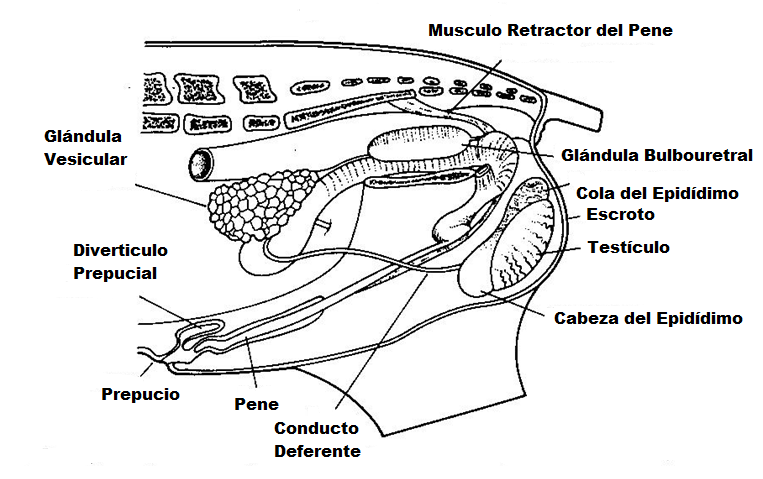 Musculo Retractor del Pene
Glándula
Vesicular
Glándula Bulbouretral
Cola del Epidídimo
Escroto
Testículo
Diverticulo
Prepucial
Cabeza del Epidídimo
Prepucio
Pene
Conducto
Deferente